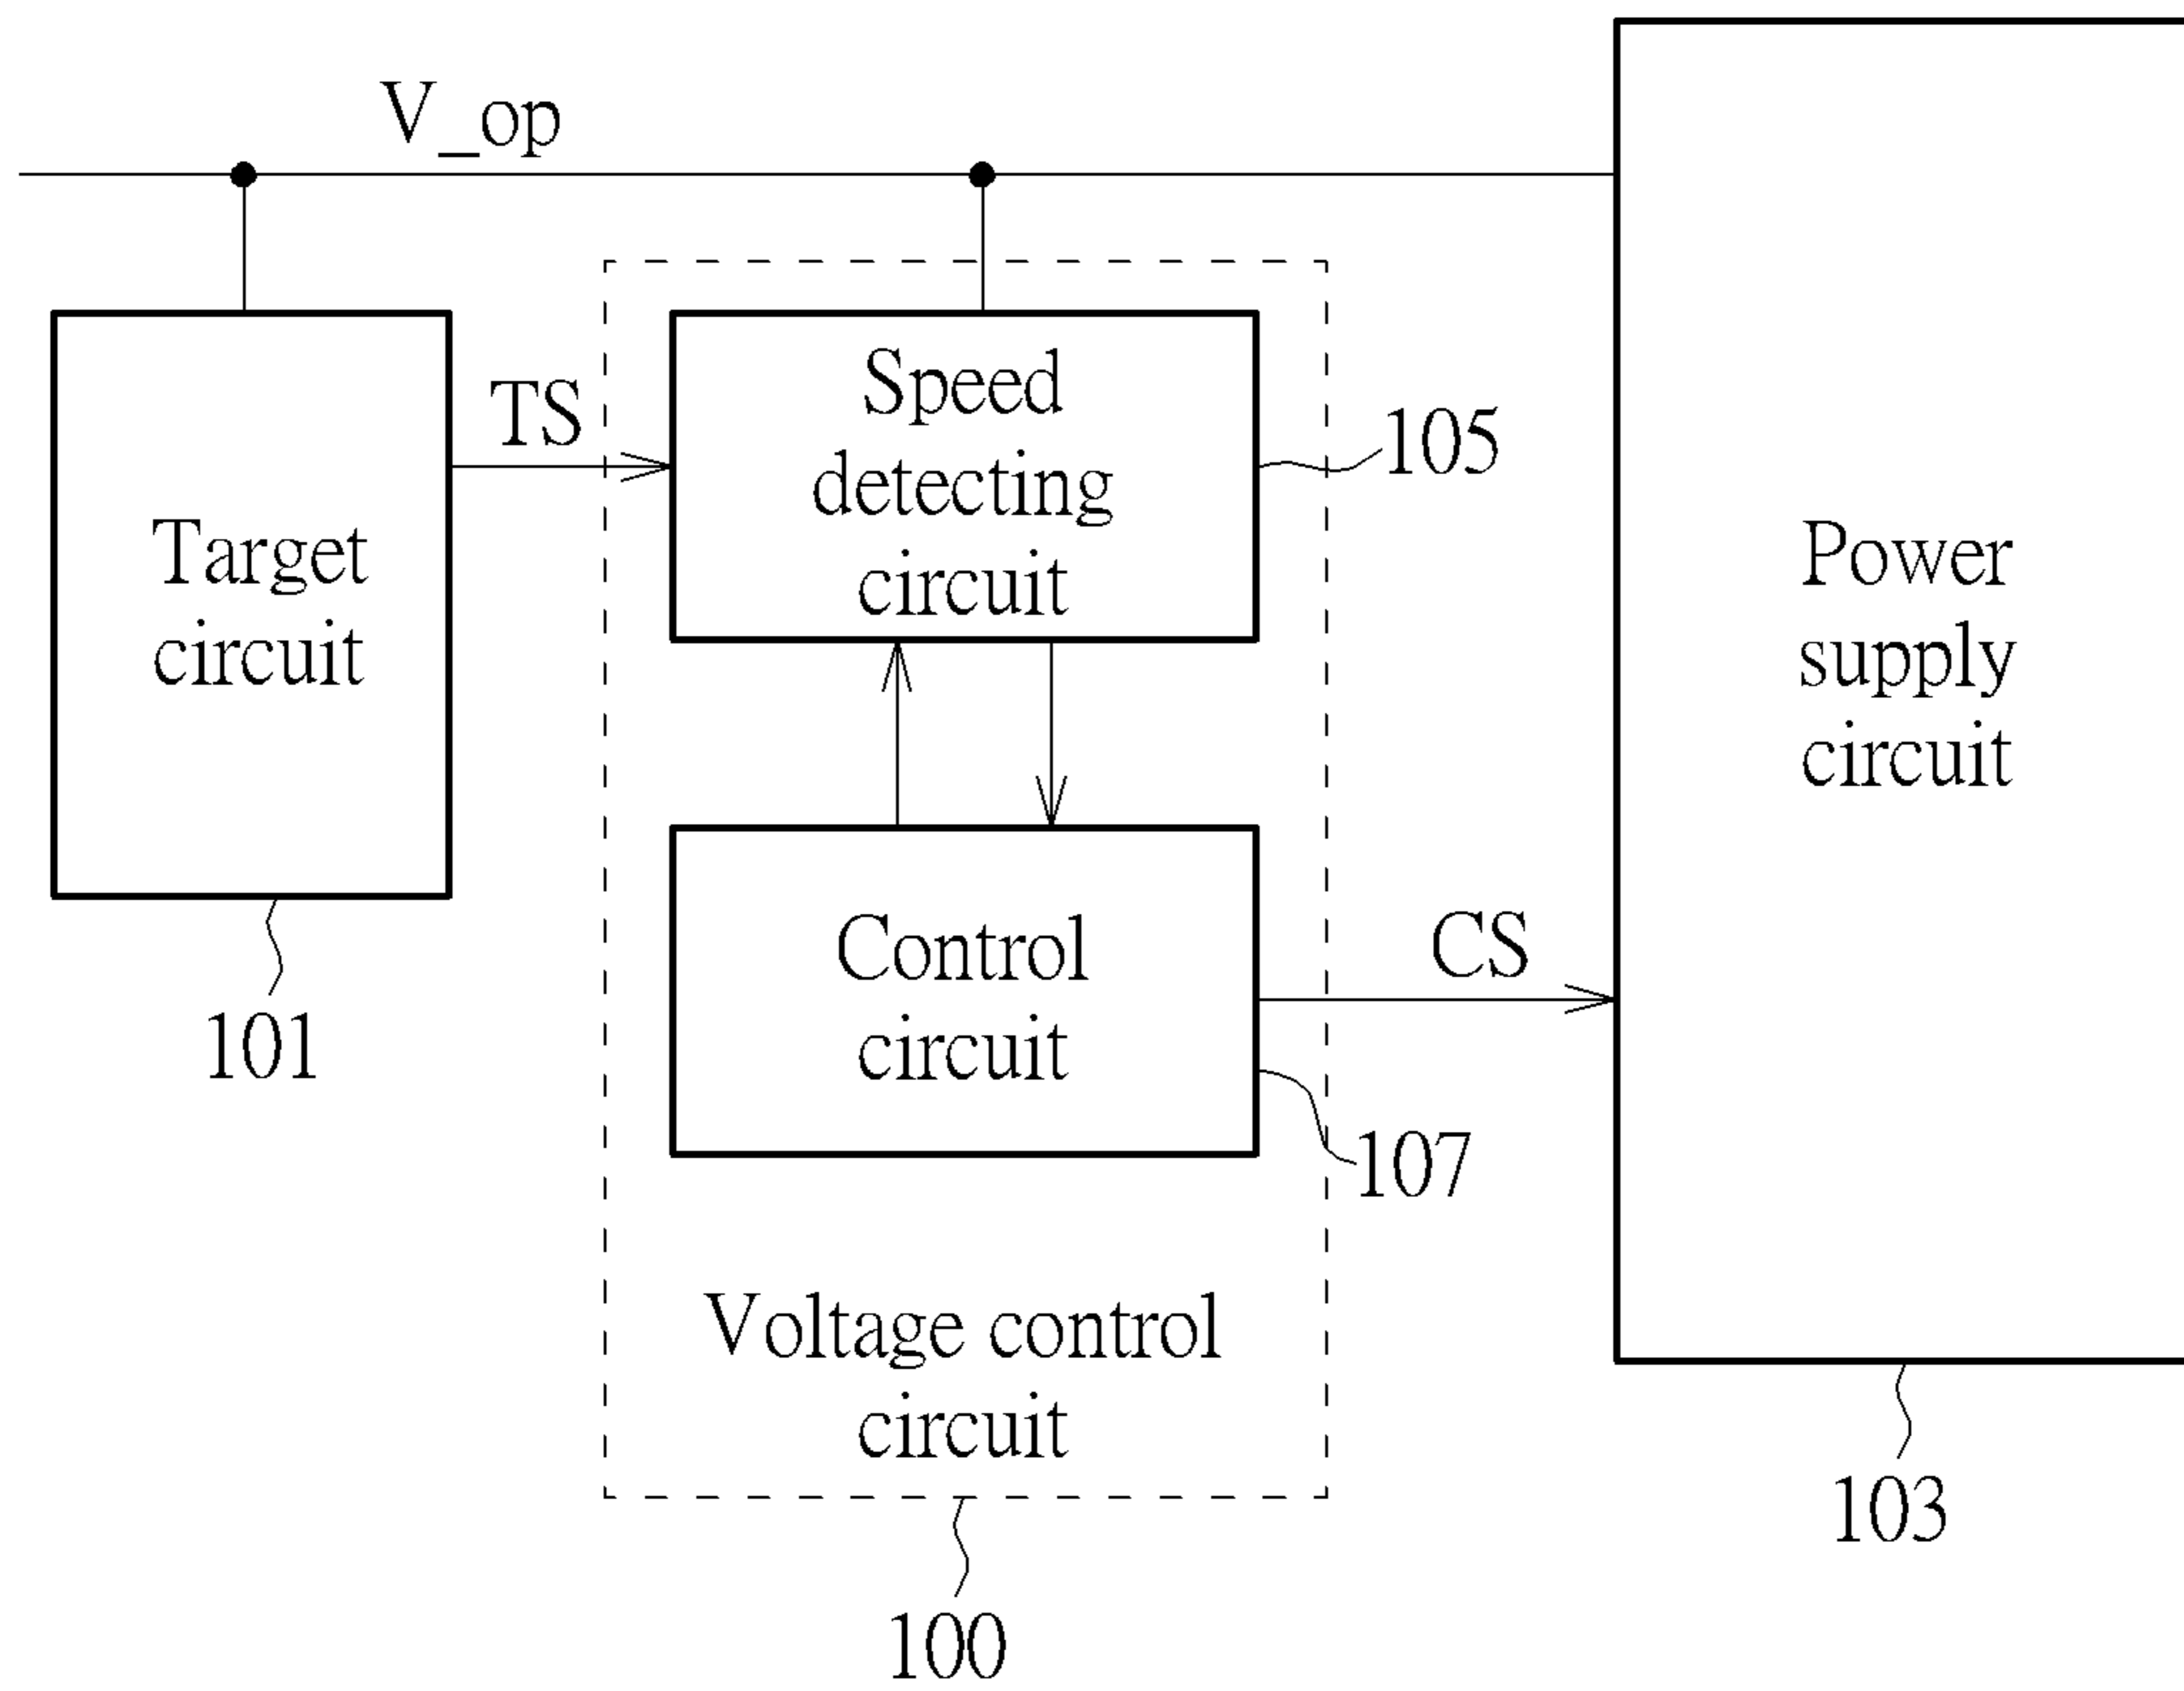 V_op
Target
circuit
101
TS
Speed
detecting
circuit
105
Control
circuit
107
CS
Voltage control
circuit
100
Power
supply
circuit
103